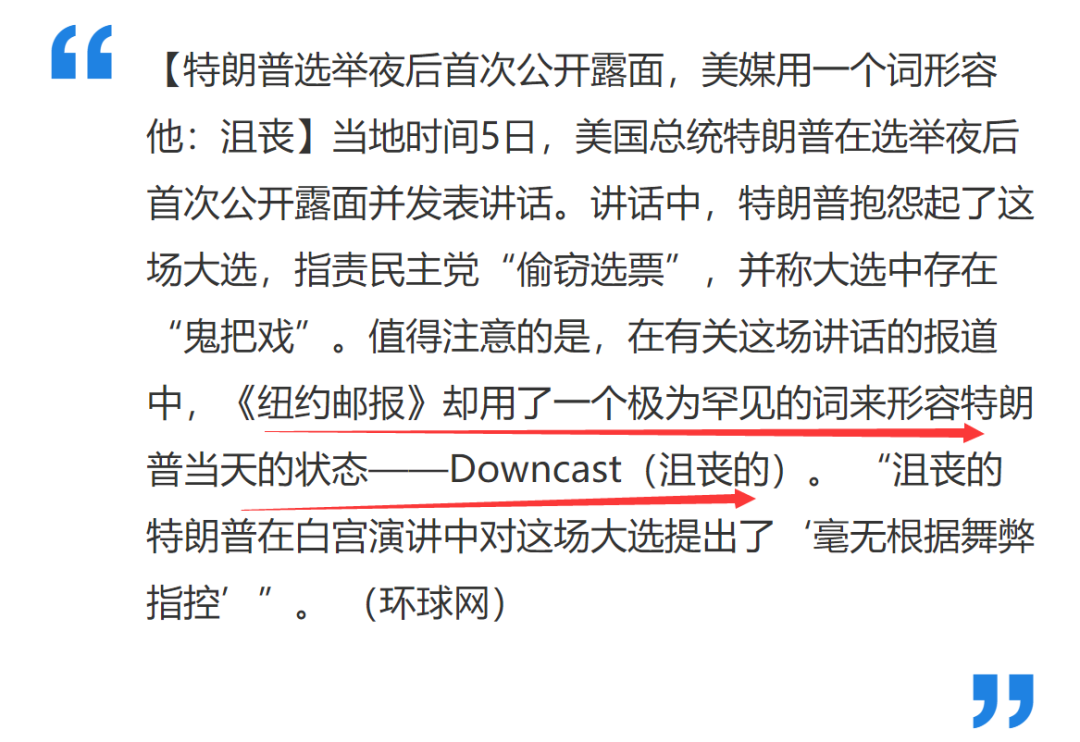 【特朗普选举夜后首次公开露面，美媒用一个词形容
他：沮丧】当地时间5日，美国总统特朗普在选举夜后
首次公开露面并发表讲话。讲话中，特朗普抱怨起了这
场大选，指责民主党“偷窃选票”，并称大选中存在
“鬼把戏”。值得注意的是，在有关这场讲话的报道
中，《纽约邮报》却用了一个极为罕见的词来形容特朗
普当天的状态——Downcast（沮丧的）。 “沮丧的
特朗普在白宫演讲中对这场大选提出了‘毫无根据舞弊
指控’”。 （环球网）